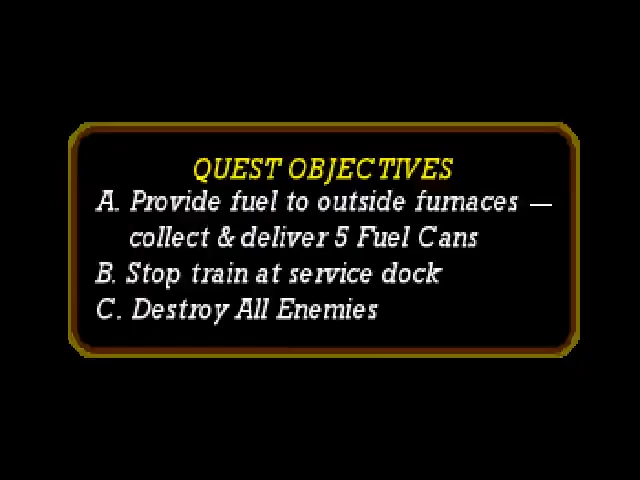 QUEST OBJECTIVES
A. Provide fuel to outside furnaces —
collect & deliver 5 Fuel Cans
B. Stop train at service dock
C. Destroy All Enemies